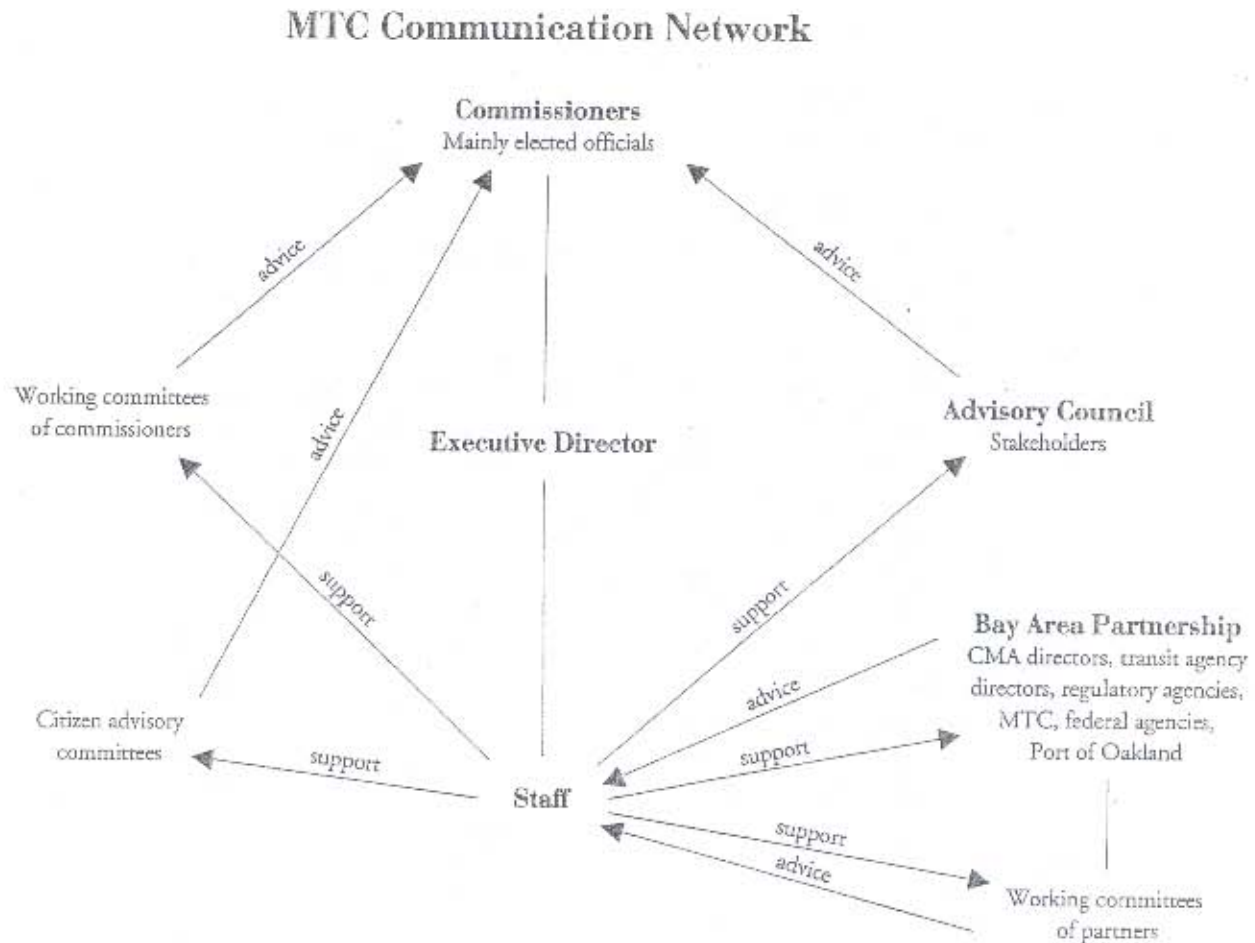 MTC Communication Network
Commissioners
Mainly elected officials
advice
advice
advice
Working committees
of commissioners
Executive Director
Advisory Council
Stakeholders
support
support
Bay Area Partnership
CMA directors, transit agency
directors, regulatory agencies,
MTC, federal agencies,
Port of Oakland
advice
support
Citizen advisory
committees
support
Staff
support
advice
Working committees
of partners